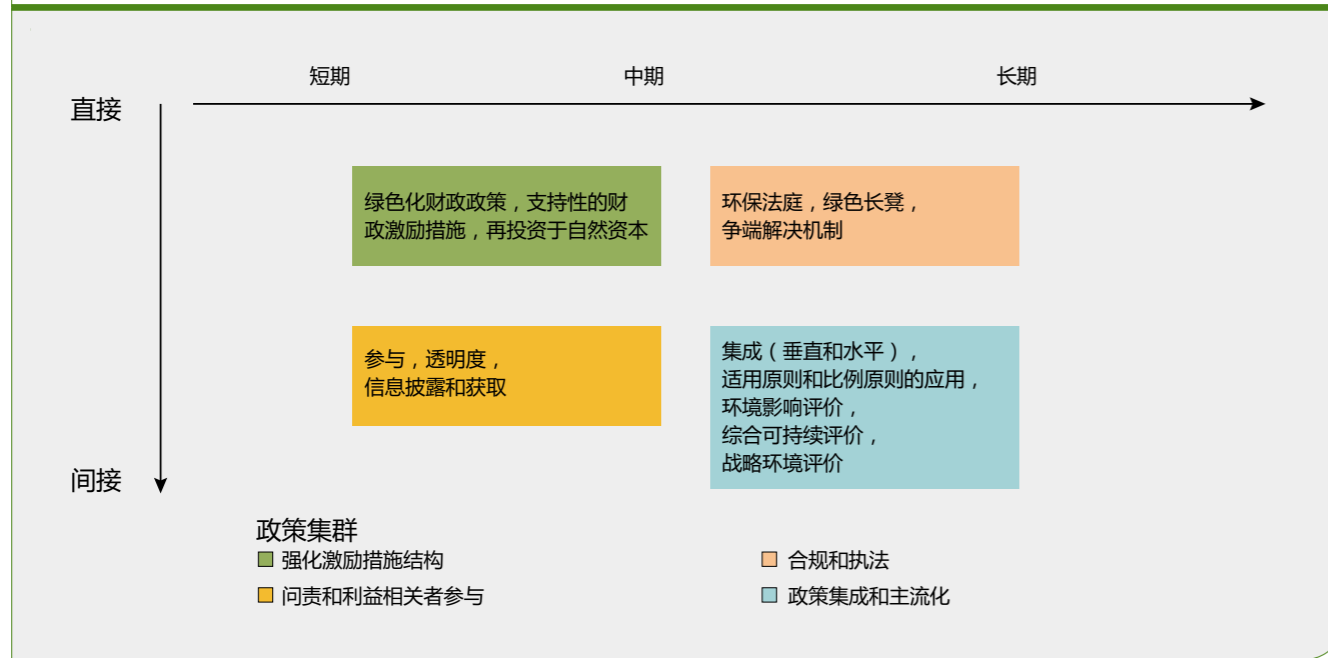 短期
中期
长期
直接
绿色化财政政策，支持性的财
政激励措施，再投资于自然资本
环保法庭，绿色长凳，
争端解决机制
参与，透明度，
信息披露和获取
集成（垂直和水平），
适用原则和比例原则的应用，
环境影响评价，
综合可持续评价，
战略环境评价
间接
政策集群
强化激励措施结构
合规和执法
问责和利益相关者参与
政策集成和主流化